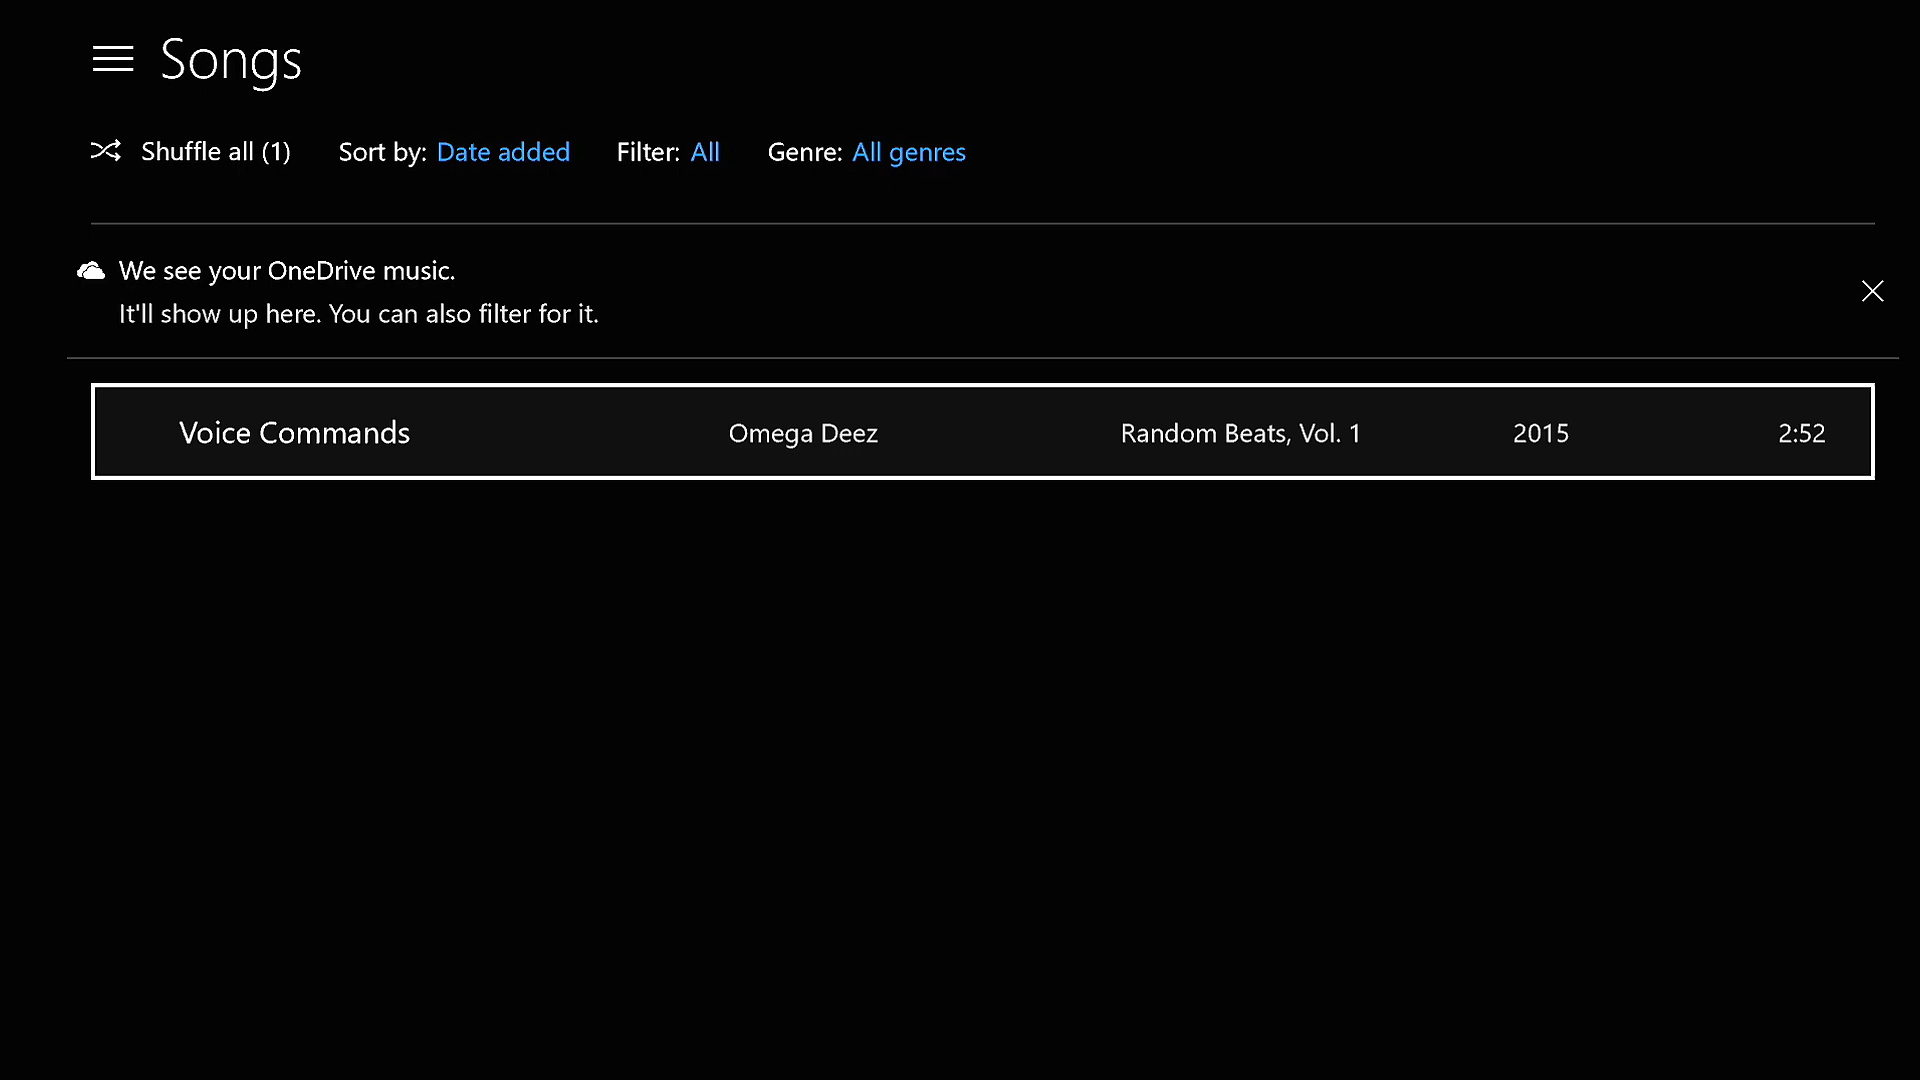 Songs
Shuffle all (1) Sort by: Date added Filter: All Genre: All genres
We see your OneDrive music.
It'll show up here. You can also filter for it.
Voice Commands Omega Deez Random Beats, Vol. 1 2015 2:52